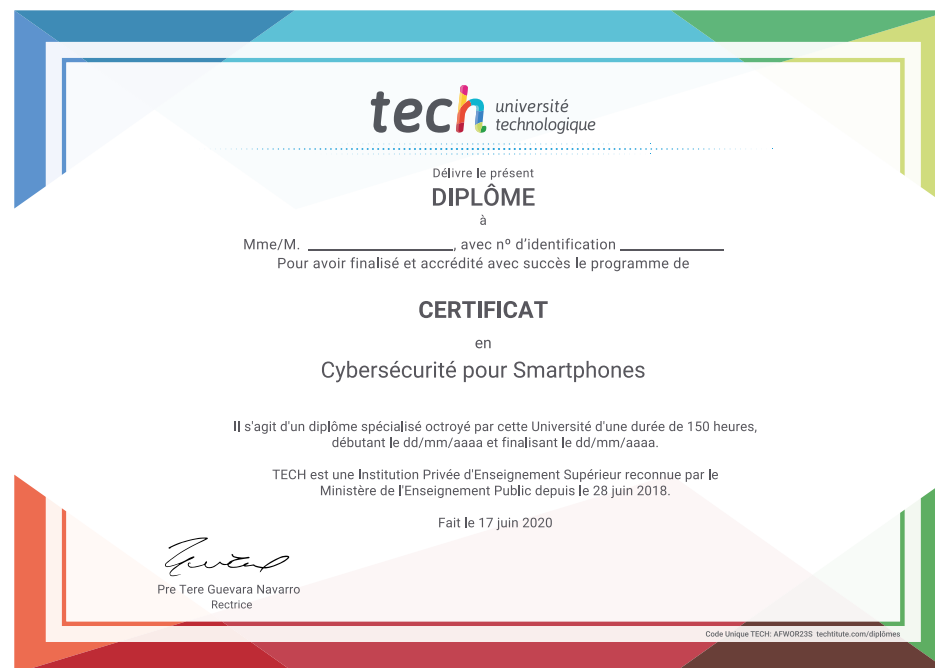 tech université
technologique
Délivre le présent
DIPLÔME
à
Mme/M. ____________________, avec nº d'identification ______________
Pour avoir finalisé et accrédité avec succès le programme de
CERTIFICAT
en
Cybersécurité pour Smartphones
Il s'agit d'un diplôme spécialisé octroyé par cette Université d'une durée de 150 heures,
débutant le dd/mm/aaaa et finalisant le dd/mm/aaaa.
TECH est une Institution Privée d'Enseignement Supérieur reconnue par le
Ministère de l'Enseignement Public depuis le 28 juin 2018.
Fait le 17 juin 2020
Pre Tere Guevara Navarro
Rectrice
Code Unique TECH: AFWOR23S techtitute.com/diplômes